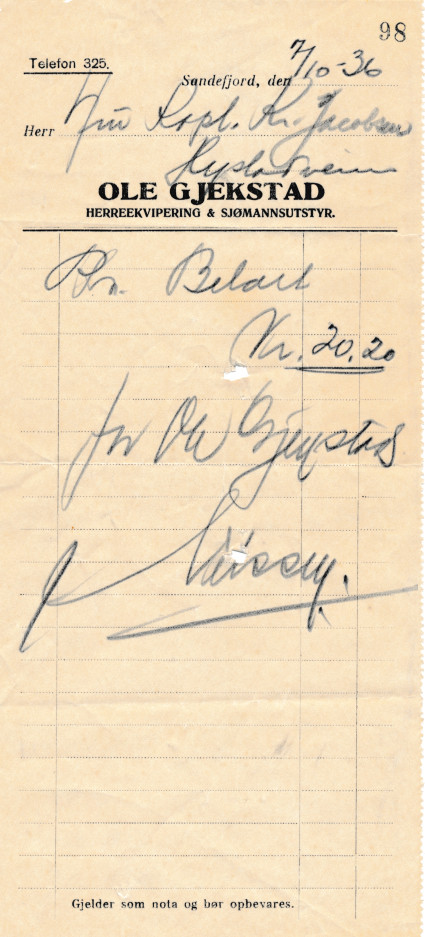 98
Telefon 325.
Sandefjord, den 7/10-36
Herr Fru Kapt. Kr. Jacobsen
Hystadveien
OLE GJEKSTAD
HERREEKVIPERING & SJØMANNSUTSTYR.
Pr. Betalt
Kr. 20,20
for Ole Gjekstad
Gjelder som nota og bør opbevares.